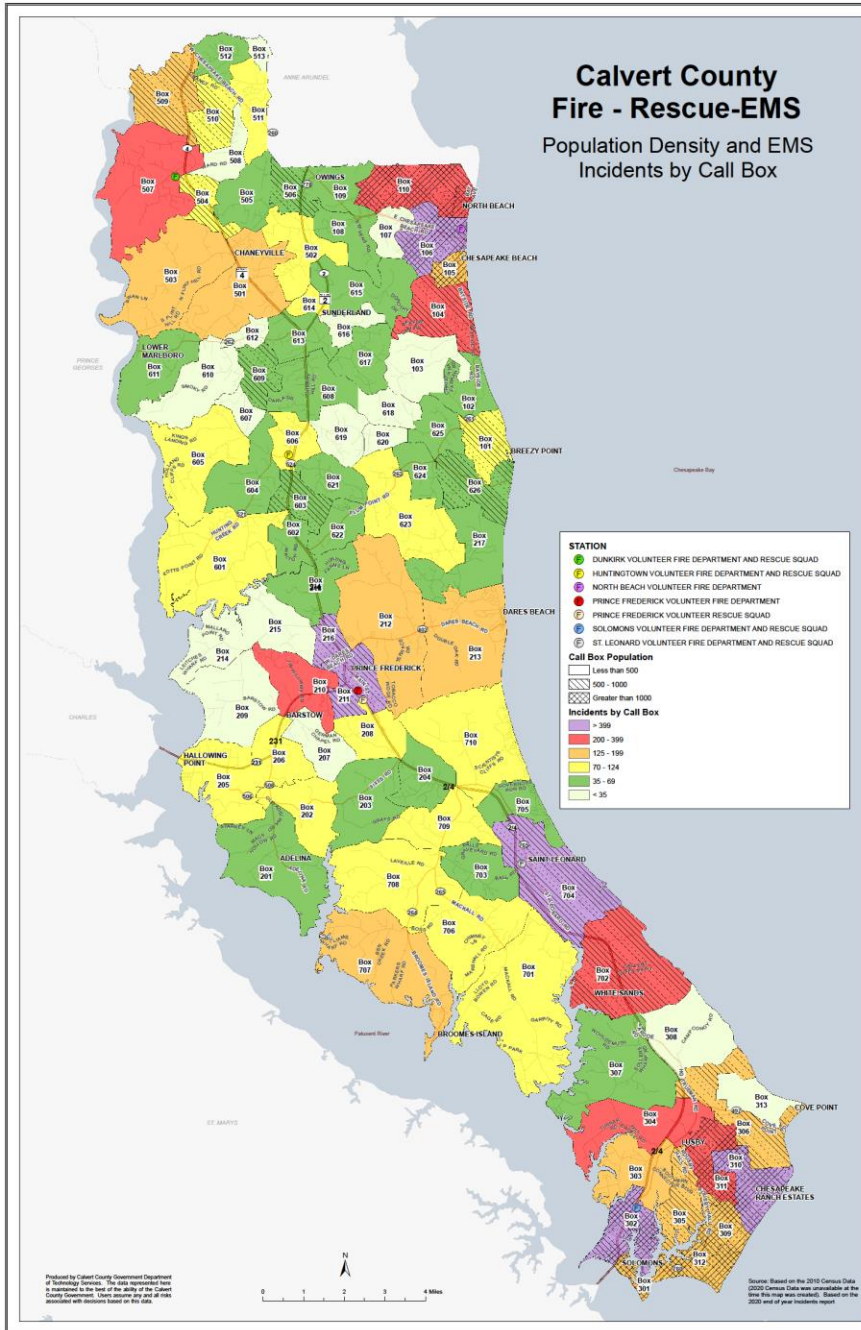 Calvert County
Fire - Rescue-EMS
Population Density and EMS
Incidents by Call Box
ANNE ARUNDEL
Box 512
Box 513
Box 509
Box 510
Box 511
Box 508
Box 507
Box 504
Box 505
Box 506
OWINGS
Box 109
Box 110
NORTH BEACH
Box 108
Box 107
Box 106
CHESAPEAKE BEACH
Box 105
CHANEYVILLE
Box 502
Box 503
Box 501
Box 615
Box 104
Box 614
SUNDERLAND
Box 612
Box 613
Box 616
LOWER MARLBORO
PRINCE GEORGES
Box 611
Box 610
Box 609
Box 617
Box 103
Box 608
Box 102
Box 607
Box 618
Box 606
Box 619
Box 620
Box 625
Box 101
BREEZY POINT
Chesapeake Bay
Box 605
Box 604
Box 621
Box 624
Box 626
Box 603
Box 602
Box 622
Box 623
Box 217
Box 601
DARES BEACH
Box 215
Box 216
Box 212
Box 213
Box 214
PRINCE FREDERICK
Box 210
Box 211
Box 209
BARSTOW
CHARLES
Box 208
Box 710
HALLOWING POINT
231
Box 206
Box 207
Box 205
Box 204
2/4
Box 203
Box 705
Box 202
Box 709
ADELINA
Box 201
SAINT LEONARD
Box 703
Box 704
Box 708
Box 706
Box 707
Box 701
Box 702
WHITE SANDS
BROOMES ISLAND
Patuxent River
Box 308
Box 307
Box 313
COVE POINT
ST. MARYS
Box 304
Box 306
LUSBY
2/4
Box 310
Box 303
Box 311
CHESAPEAKE RANCH ESTATES
Box 302
Box 305
Box 309
SOLOMONS
Box 312
Box 301
STATION
DUNKIRK VOLUNTEER FIRE DEPARTMENT AND RESCUE SQUAD
HUNTINGTOWN VOLUNTEER FIRE DEPARTMENT AND RESCUE SQUAD
NORTH BEACH VOLUNTEER FIRE DEPARTMENT
PRINCE FREDERICK VOLUNTEER FIRE DEPARTMENT
PRINCE FREDERICK VOLUNTEER RESCUE SQUAD
SOLOMONS VOLUNTEER FIRE DEPARTMENT AND RESCUE SQUAD
ST. LEONARD VOLUNTEER FIRE DEPARTMENT AND RESCUE SQUAD
Call Box Population
Less than 500
500 - 1000
Greater than 1000
Incidents by Call Box
> 399
200 - 399
125 - 199
70 - 124
35 - 69
< 35
Produced by Calvert County Government Department
of Technology Services. The data represented here
is maintained to the best of the ability of the Calvert
County Government. Users assume any and all risks
associated with decisions based on this data.
N
0 1 2 3 4 Miles
Source: Based on the 2010 Census Data
(2020 Census Data was unavailable at the
time this map was created). Based on the
2020 end of year Incidents report